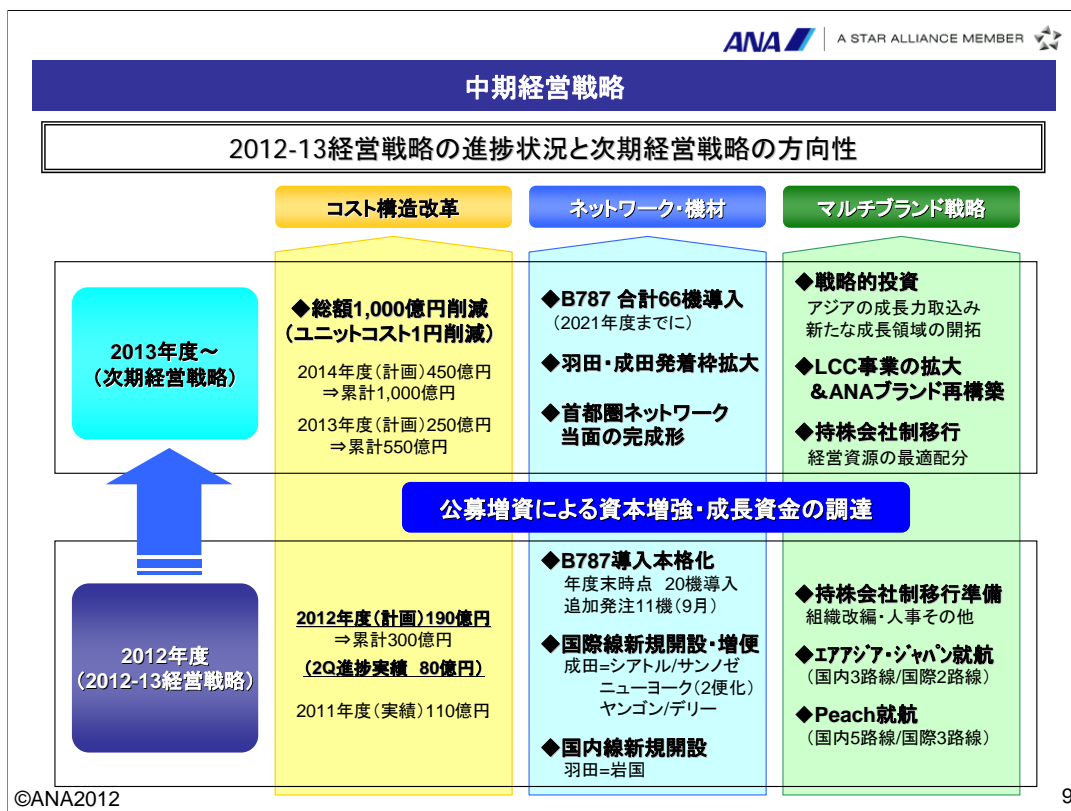 ANA
A STAR ALLIANCE MEMBER
中期経営戦略
2012-13経営戦略の進捗状況と次期経営戦略の方向性
コスト構造改革
ネットワーク・機材
マルチブランド戦略
2013年度～
（次期経営戦略）
◆総額1,000億円削減
（ユニットコスト1円削減）
2014年度（計画）450億円
⇒累計1,000億円
2013年度（計画）250億円
⇒累計550億円
◆B787 合計66機導入
（2021年度までに）
◆羽田・成田発着枠拡大
◆首都圏ネットワーク
当面の完成形
◆戦略的投資
アジアの成長力取込み
新たな成長領域の開拓
◆LCC事業の拡大
＆ANAブランド再構築
◆持株会社制移行
経営資源の最適配分
公募増資による資本増強・成長資金の調達
2012年度
（2012-13経営戦略）
2012年度（計画）190億円
⇒累計300億円
（2Q進捗実績 80億円）
2011年度（実績）110億円
◆B787導入本格化
年度末時点 20機導入
追加発注11機（9月）
◆国際線新規開設・増便
成田=シアトル/サンノゼ
ニューヨーク（2便化）
ヤンゴン/デリー
◆国内線新規開設
羽田=岩国
◆持株会社制移行準備
組織改編・人事その他
◆ｴｱｱｼﾞｱ・ｼﾞｬﾊﾟﾝ就航
（国内3路線/国際2路線）
◆Peach就航
（国内5路線/国際3路線）
©ANA2012
9